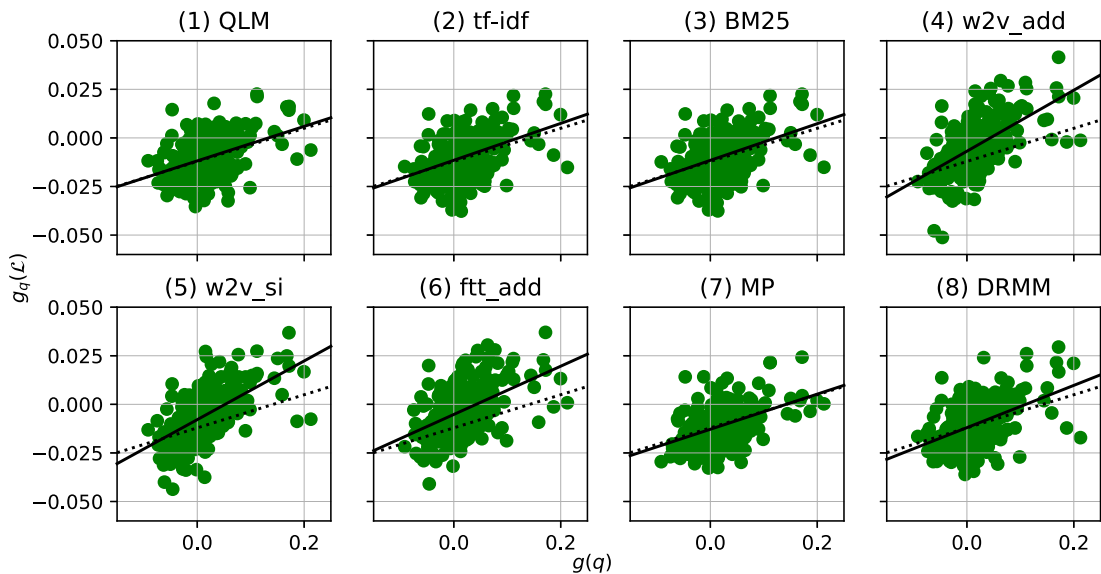 (1) QLM (2) tf-idf (3) BM25 (4) w2v_add
0.050
0.025
0.000
−0.025
−0.050
g_q(ℒ)
(5) w2v_si (6) ftt_add (7) MP (8) DRMM
0.050
0.025
0.000
−0.025
−0.050
0.0 0.2 0.0 0.2 0.0 0.2 0.0 0.2
g(q)